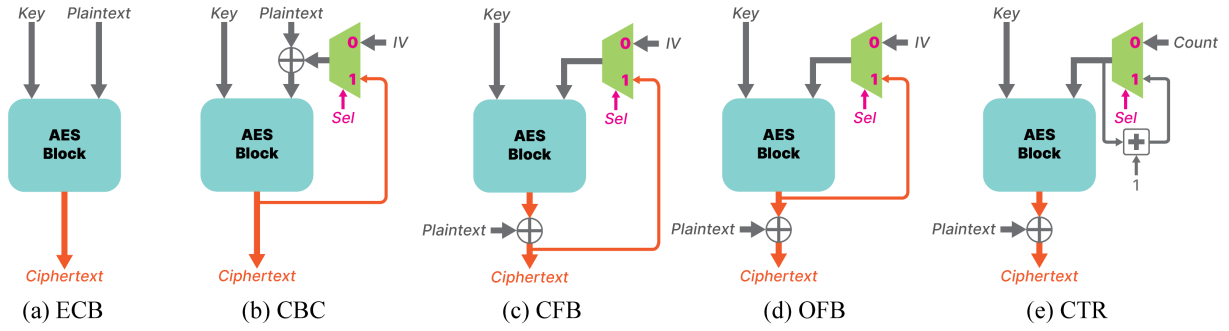 Key Plaintext
AES
Block
Ciphertext
(a) ECB
Key Plaintext
0 IV
1
Sel
AES
Block
Ciphertext
(b) CBC
Key
0 IV
1
Sel
AES
Block
Plaintext
Ciphertext
(c) CFB
Key
0 IV
1
Sel
AES
Block
Plaintext
Ciphertext
(d) OFB
Key
0 Count
1
Sel
AES
Block
+
1
Plaintext
Ciphertext
(e) CTR